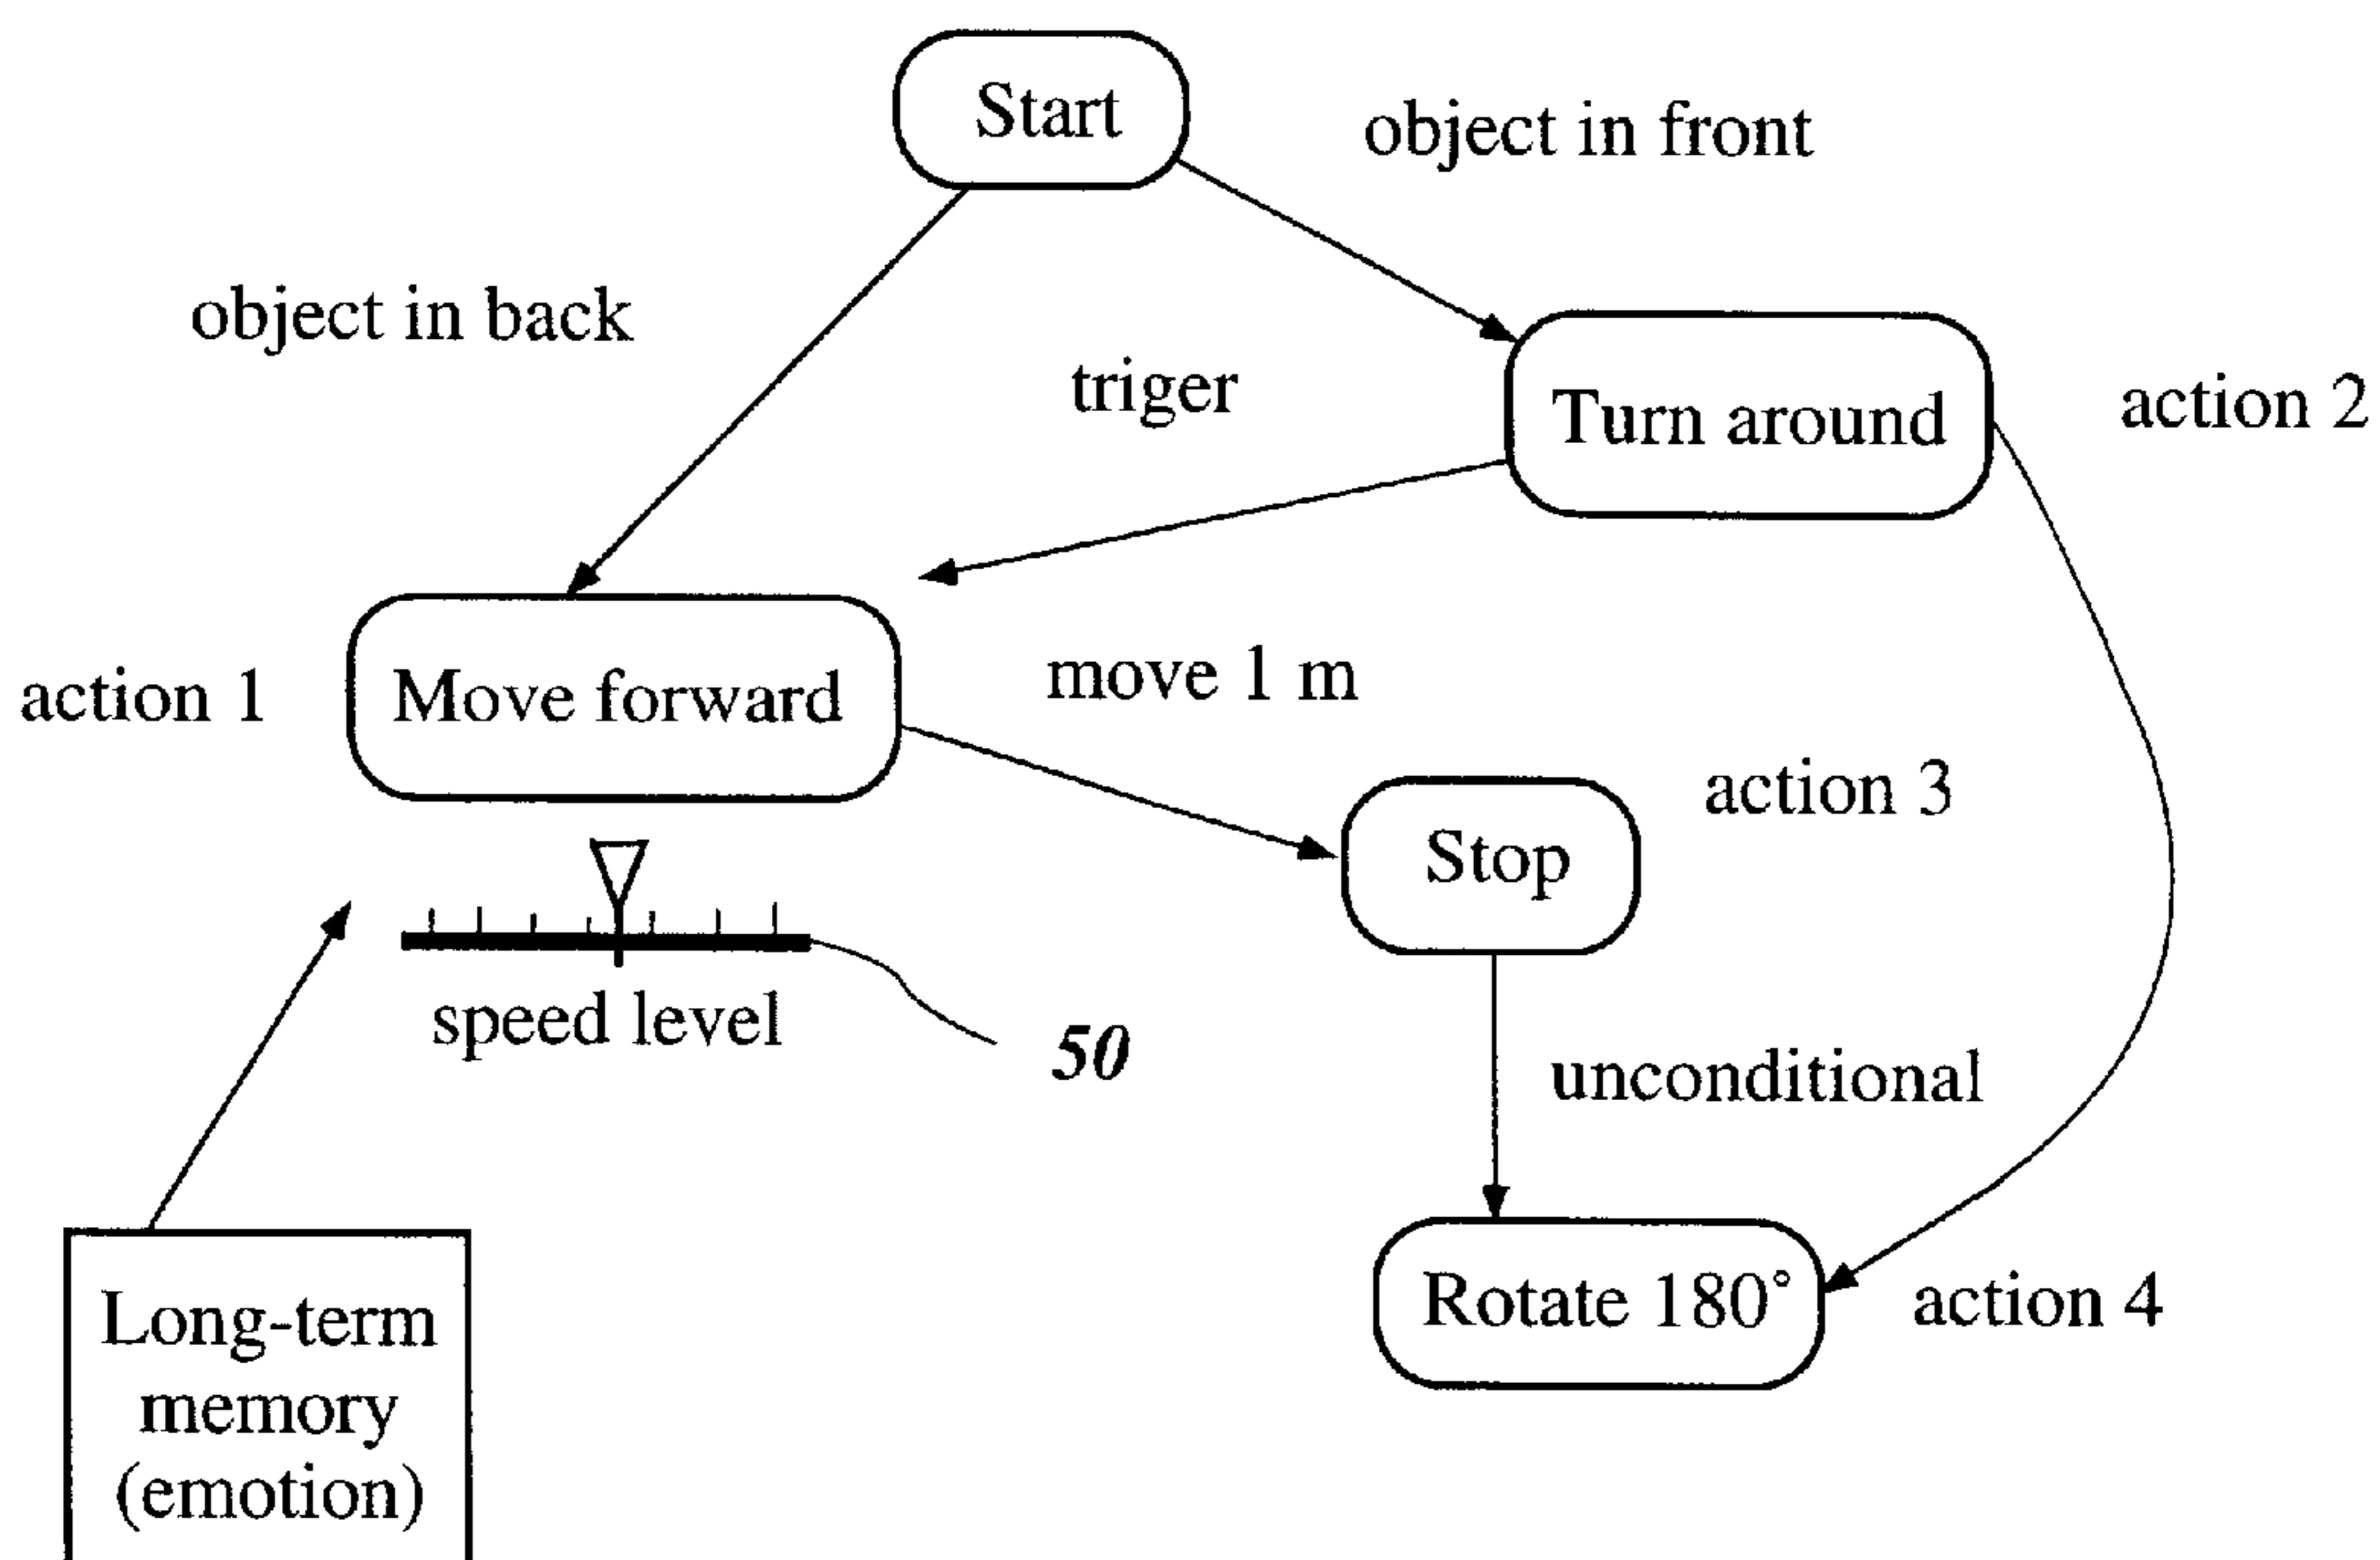 Start
object in front
object in back
triger
Turn around
action 2
action 1
Move forward
move 1 m
action 3
Stop
speed level
50
unconditional
Long-term
memory
(emotion)
Rotate 180°
action 4